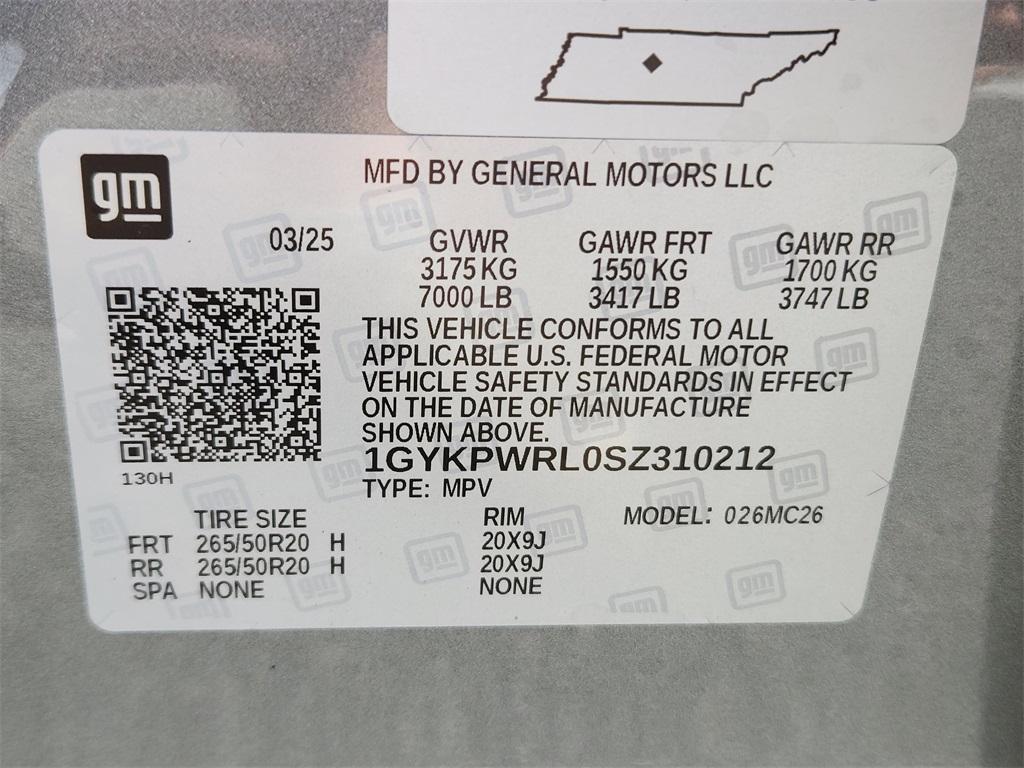 gm
MFD BY GENERAL MOTORS LLC
03/25
GVWR GAWR FRT GAWR RR
3175 KG 1550 KG 1700 KG
7000 LB 3417 LB 3747 LB
THIS VEHICLE CONFORMS TO ALL
APPLICABLE U.S. FEDERAL MOTOR
VEHICLE SAFETY STANDARDS IN EFFECT
ON THE DATE OF MANUFACTURE
SHOWN ABOVE.
1GYKPWRL0SZ310212
130H
TYPE: MPV
TIRE SIZE RIM MODEL: 026MC26
FRT 265/50R20 H 20X9J
RR 265/50R20 H 20X9J
SPA NONE NONE